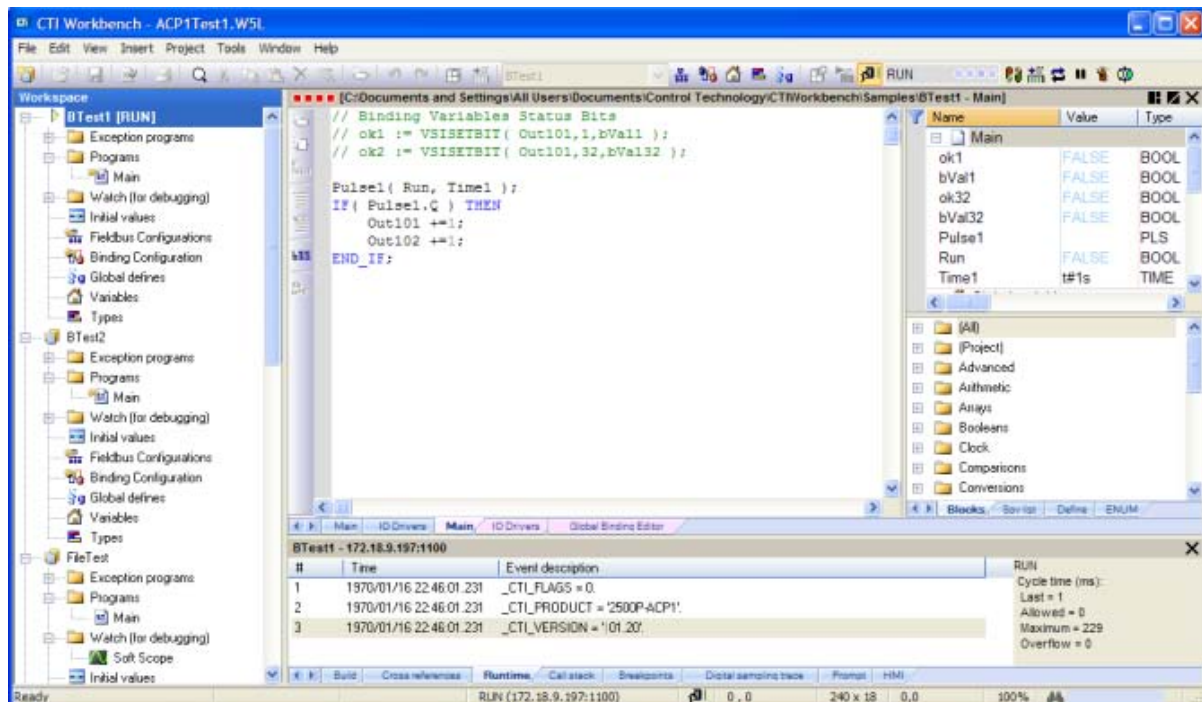 CTI Workbench - ACP1Test1.W5L
File Edit View Insert Project Tools Window Help
BTest1
RUN
Workspace
BTest1 [RUN]
Exception programs
Programs
Main
Watch (for debugging)
Initial values
Fieldbus Configurations
Binding Configuration
Global defines
Variables
Types
BTest2
Exception programs
Programs
Main
Watch (for debugging)
Initial values
Fieldbus Configurations
Binding Configuration
Global defines
Variables
Types
FileTest
Exception programs
Programs
Main
Watch (for debugging)
Soft Scope
Initial values
[C:\Documents and Settings\All Users\Documents\Control Technology\CTIWorkbench\Samples\BTest1 - Main]
// Binding Variables Status Bits
// ok1 := VSISETBIT( Out101,1,bVal1 );
// ok2 := VSISETBIT( Out101,32,bVal32 );
Pulse1( Run, Time1 );
IF( Pulse1.Q ) THEN
Out101 +=1;
Out102 +=1;
END_IF;
Main IO Drivers Main IO Drivers Global Binding Editor
Name Value Type
Main
ok1 FALSE BOOL
bVal1 FALSE BOOL
ok32 FALSE BOOL
bVal32 FALSE BOOL
Pulse1 PLS
Run FALSE BOOL
Time1 t#1s TIME
(All)
(Project)
Advanced
Arithmetic
Arrays
Booleans
Clock
Comparisons
Conversions
Blocks Spy list Define ENUM
BTest1 - 172.18.9.197:1100
# Time Event description
1 1970/01/16 22:46:01.231 _CTI_FLAGS = 0.
2 1970/01/16 22:46:01.231 _CTI_PRODUCT = '2500P-ACP1'.
3 1970/01/16 22:46:01.231 _CTI_VERSION = '|01.20'.
RUN
Cycle time (ms):
Last = 1
Allowed = 0
Maximum = 229
Overflow = 0
Build Cross references Runtime Call stack Breakpoints Digital sampling trace Prompt HMI
Ready RUN (172.18.9.197:1100) 0 , 0 240 x 18 0,0 100%